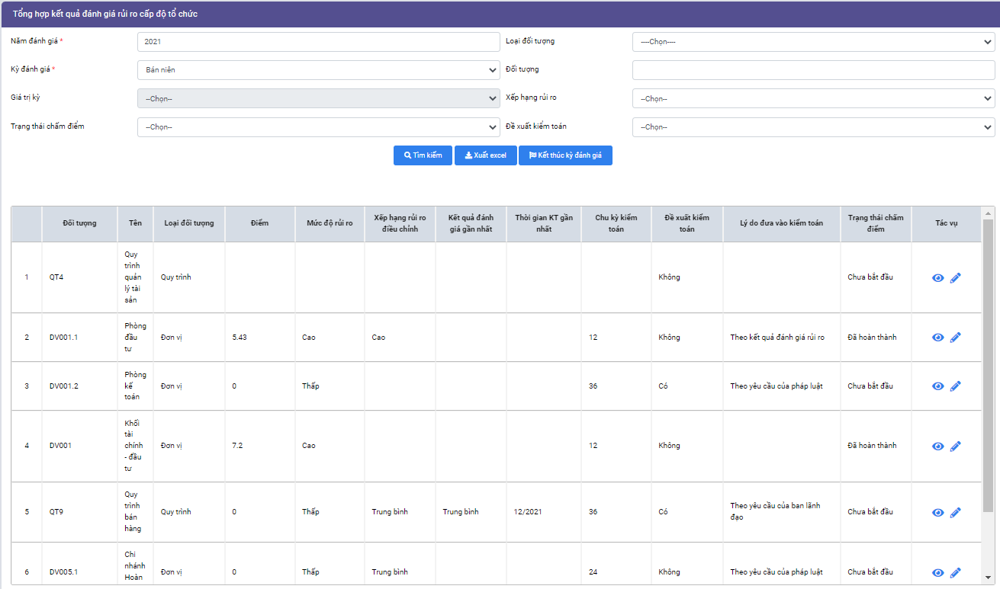 Tổng hợp kết quả đánh giá rủi ro cấp độ tổ chức
Năm đánh giá * 2021 Loại đối tượng ----Chọn----
Kỳ đánh giá * Bán niên Đối tượng
Giá trị kỳ --Chọn-- Xếp hạng rủi ro --Chọn--
Trạng thái chấm điểm --Chọn-- Đề xuất kiểm toán --Chọn--
Tìm kiếm Xuất excel Kết thúc kỳ đánh giá
Đối tượng
Tên
Loại đối tượng
Điểm
Mức độ rủi ro
Xếp hạng rủi ro
điều chỉnh
Kết quả đánh
giá gần nhất
Thời gian KT gần
nhất
Chu kỳ kiểm
toán
Đề xuất kiểm
toán
Lý do đưa vào kiểm toán
Trạng thái chấm
điểm
Tác vụ
1
QT4
Quy
trình
quản
lý tài
sản
Quy trình
Không
Chưa bắt đầu
2
DV001.1
Phòng
đầu
tư
Đơn vị
5.43
Cao
Cao
12
Không
Theo kết quả đánh giá rủi ro
Đã hoàn thành
3
DV001.2
Phòng
kế
toán
Đơn vị
0
Thấp
36
Có
Theo yêu cầu của pháp luật
Chưa bắt đầu
4
DV001
Khối
tài
chính
- đầu
tư
Đơn vị
7.2
Cao
12
Không
Đã hoàn thành
5
QT9
Quy
trình
bán
hàng
Quy trình
0
Thấp
Trung bình
Trung bình
12/2021
36
Có
Theo yêu cầu của ban lãnh
đạo
Chưa bắt đầu
6
DV005.1
Chi
nhánh
Hoàn
Đơn vị
0
Thấp
Trung bình
24
Không
Theo yêu cầu của pháp luật
Chưa bắt đầu